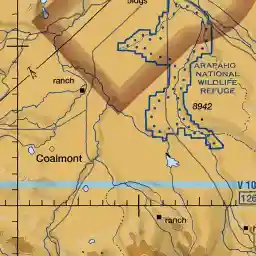 bldgs
ARAPAHO
NATIONAL
WILDLIFE
REFUGE
ranch
8942
Coalmont
V 10
126
ranch